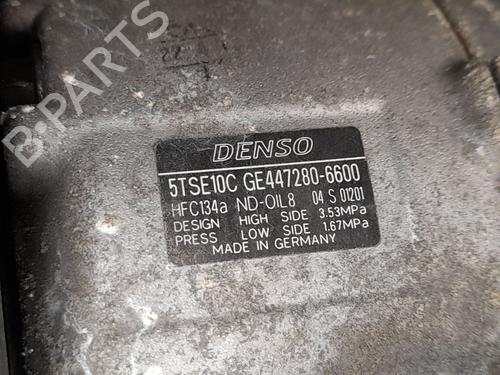 B-Parts
DENSO
5TSE10C GE447280-6600
HFC134a ND-OIL8 04 S 01201
DESIGN HIGH SIDE 3.53MPa
PRESS LOW SIDE 1.67MPa
MADE IN GERMANY